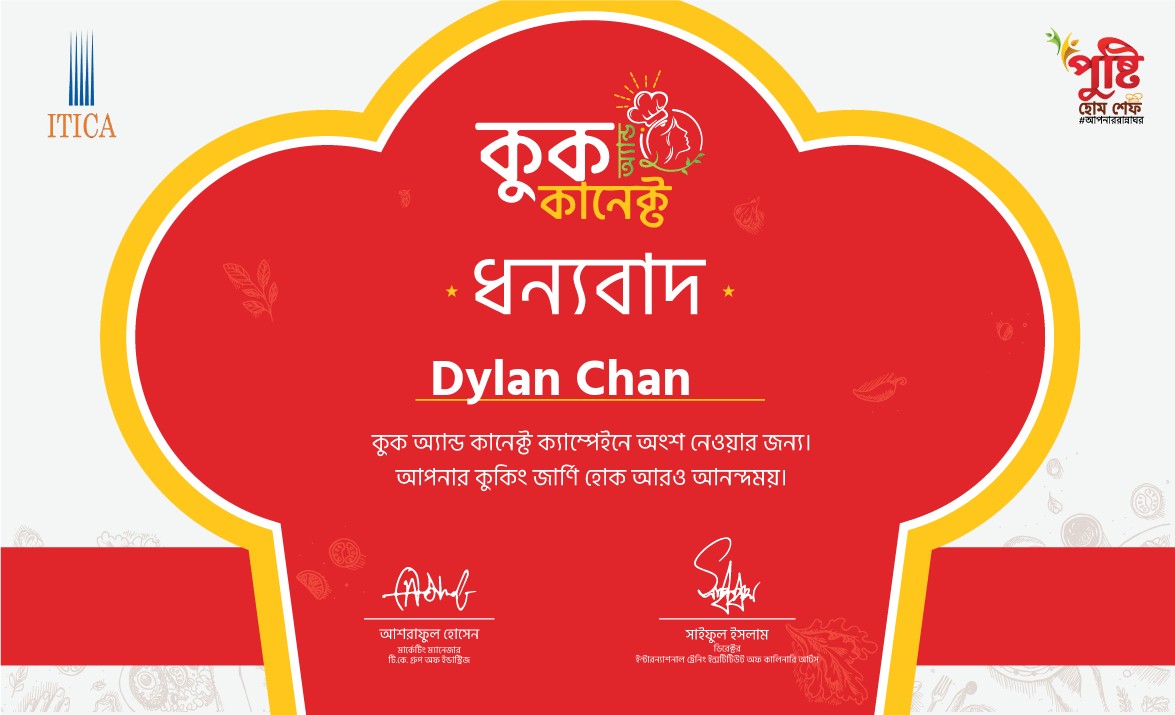 ITICA
পুষ্টি
হোম শেফ
#আপনাররান্নাঘর
কুক অ্যান্ড
কানেক্ট
ধন্যবাদ
Dylan Chan
কুক অ্যান্ড কানেক্ট ক্যাম্পেইনে অংশ নেওয়ার জন্য।
আপনার কুকিং জার্ণি হোক আরও আনন্দময়।
আশরাফুল হোসেন
মার্কেটিং ম্যানেজার
টি.কে. গ্রুপ অফ ইন্ডাস্ট্রিজ
সাইফুল ইসলাম
ডিরেক্টর
ইন্টারন্যাশনাল ট্রেনিং ইন্সটিটিউট অফ কালিনারি আর্টস